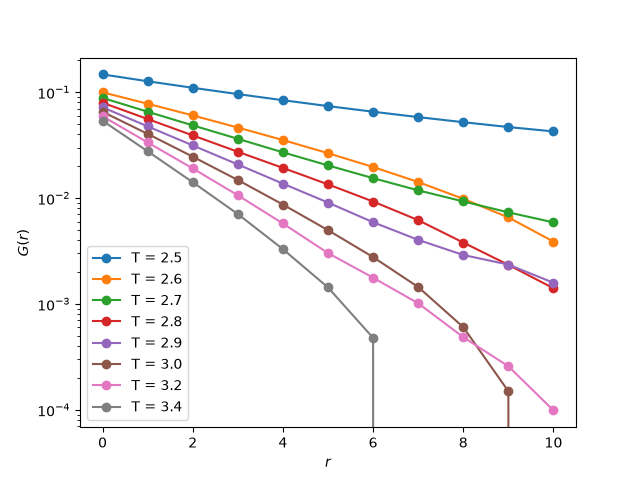 10⁻¹
10⁻²
10⁻³
10⁻⁴
G(r)
T = 2.5
T = 2.6
T = 2.7
T = 2.8
T = 2.9
T = 3.0
T = 3.2
T = 3.4
0 2 4 6 8 10
r